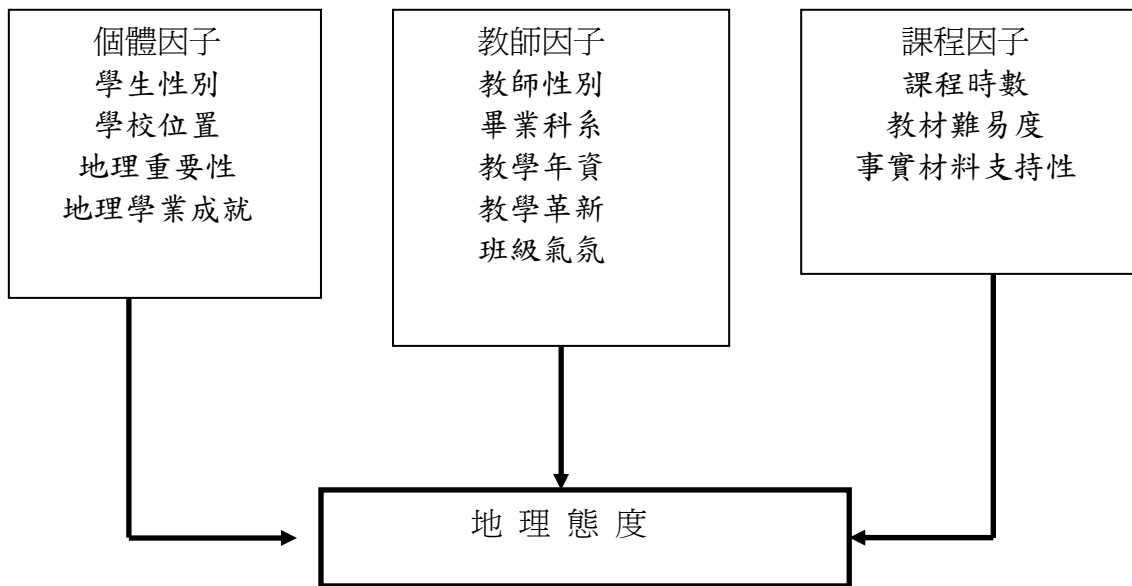 個體因子
學生性別
學校位置
地理重要性
地理學業成就
教師因子
教師性別
畢業科系
教學年資
教學革新
班級氣氛
課程因子
課程時數
教材難易度
事實材料支持性
地 理 態 度